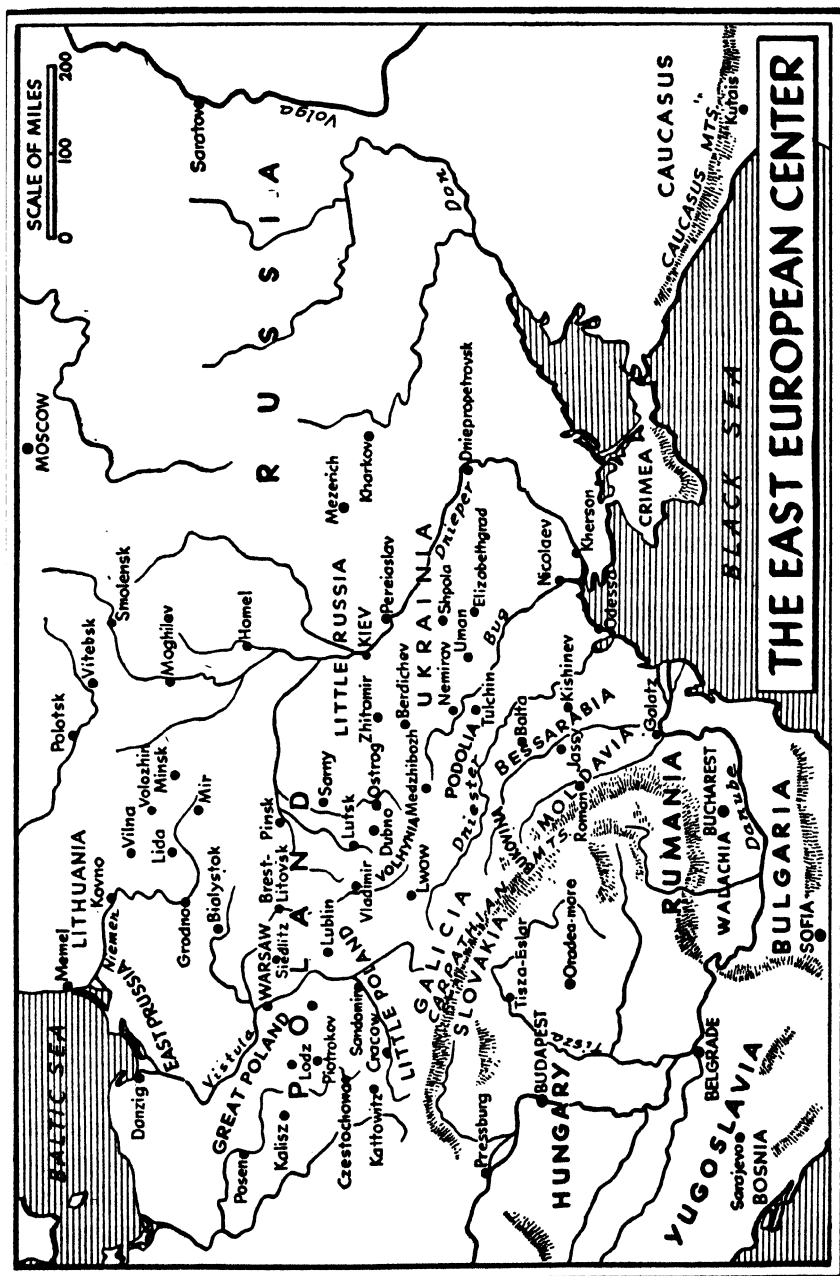 SCALE OF MILES
0 100 200
BALTIC SEA
Memel
LITHUANIA
Kovno
Niemen
Polotsk
Vitebsk
Smolensk
MOSCOW
Danzig
EAST PRUSSIA
Vilna
Volozhin
Lida
Minsk
Mir
Moghilev
Saratov
Volga
Grodno
Bialystok
Homel
Vistula
GREAT POLAND
Posen
Kalisz
Lodz
Piotrokov
WARSAW
Siedlitz
Brest-
Litovsk
Pinsk
POLAND
RUSSIA
Czestochowa
Kattowitz
Cracow
Sandomir
LITTLE POLAND
Lublin
Vladimir
Lutsk
Sarny
Dubno
Ostrog
VOLHYNIA
Zhitomir
LITTLE RUSSIA
KIEV
Berdichev
Pereiaslav
Mezerich
Kharkov
Don
Lwow
Medzhibozh
UKRAINIA
Nemirov
Shpola
Dnieper
Dniepropetrovsk
Uman
Elizabethgrad
Tulchin
PODOLIA
Bug
GALICIA
CARPATHIAN MTS.
SLOVAKIA
BUKOWINA
Dniester
Balta
BESSARABIA
Kishinev
Nicolaev
Kherson
Odessa
CRIMEA
Pressburg
BUDAPEST
HUNGARY
Tisza
Tisza-Eslar
Oradea-mare
MOLDAVIA
Jassy
Roman
Golatz
CAUCASUS
CAUCASUS MTS.
Kutais
RUMANIA
WALACHIA
BUCHAREST
Danube
BLACK SEA
BELGRADE
YUGOSLAVIA
Sarajevo
BOSNIA
BULGARIA
SOFIA
THE EAST EUROPEAN CENTER